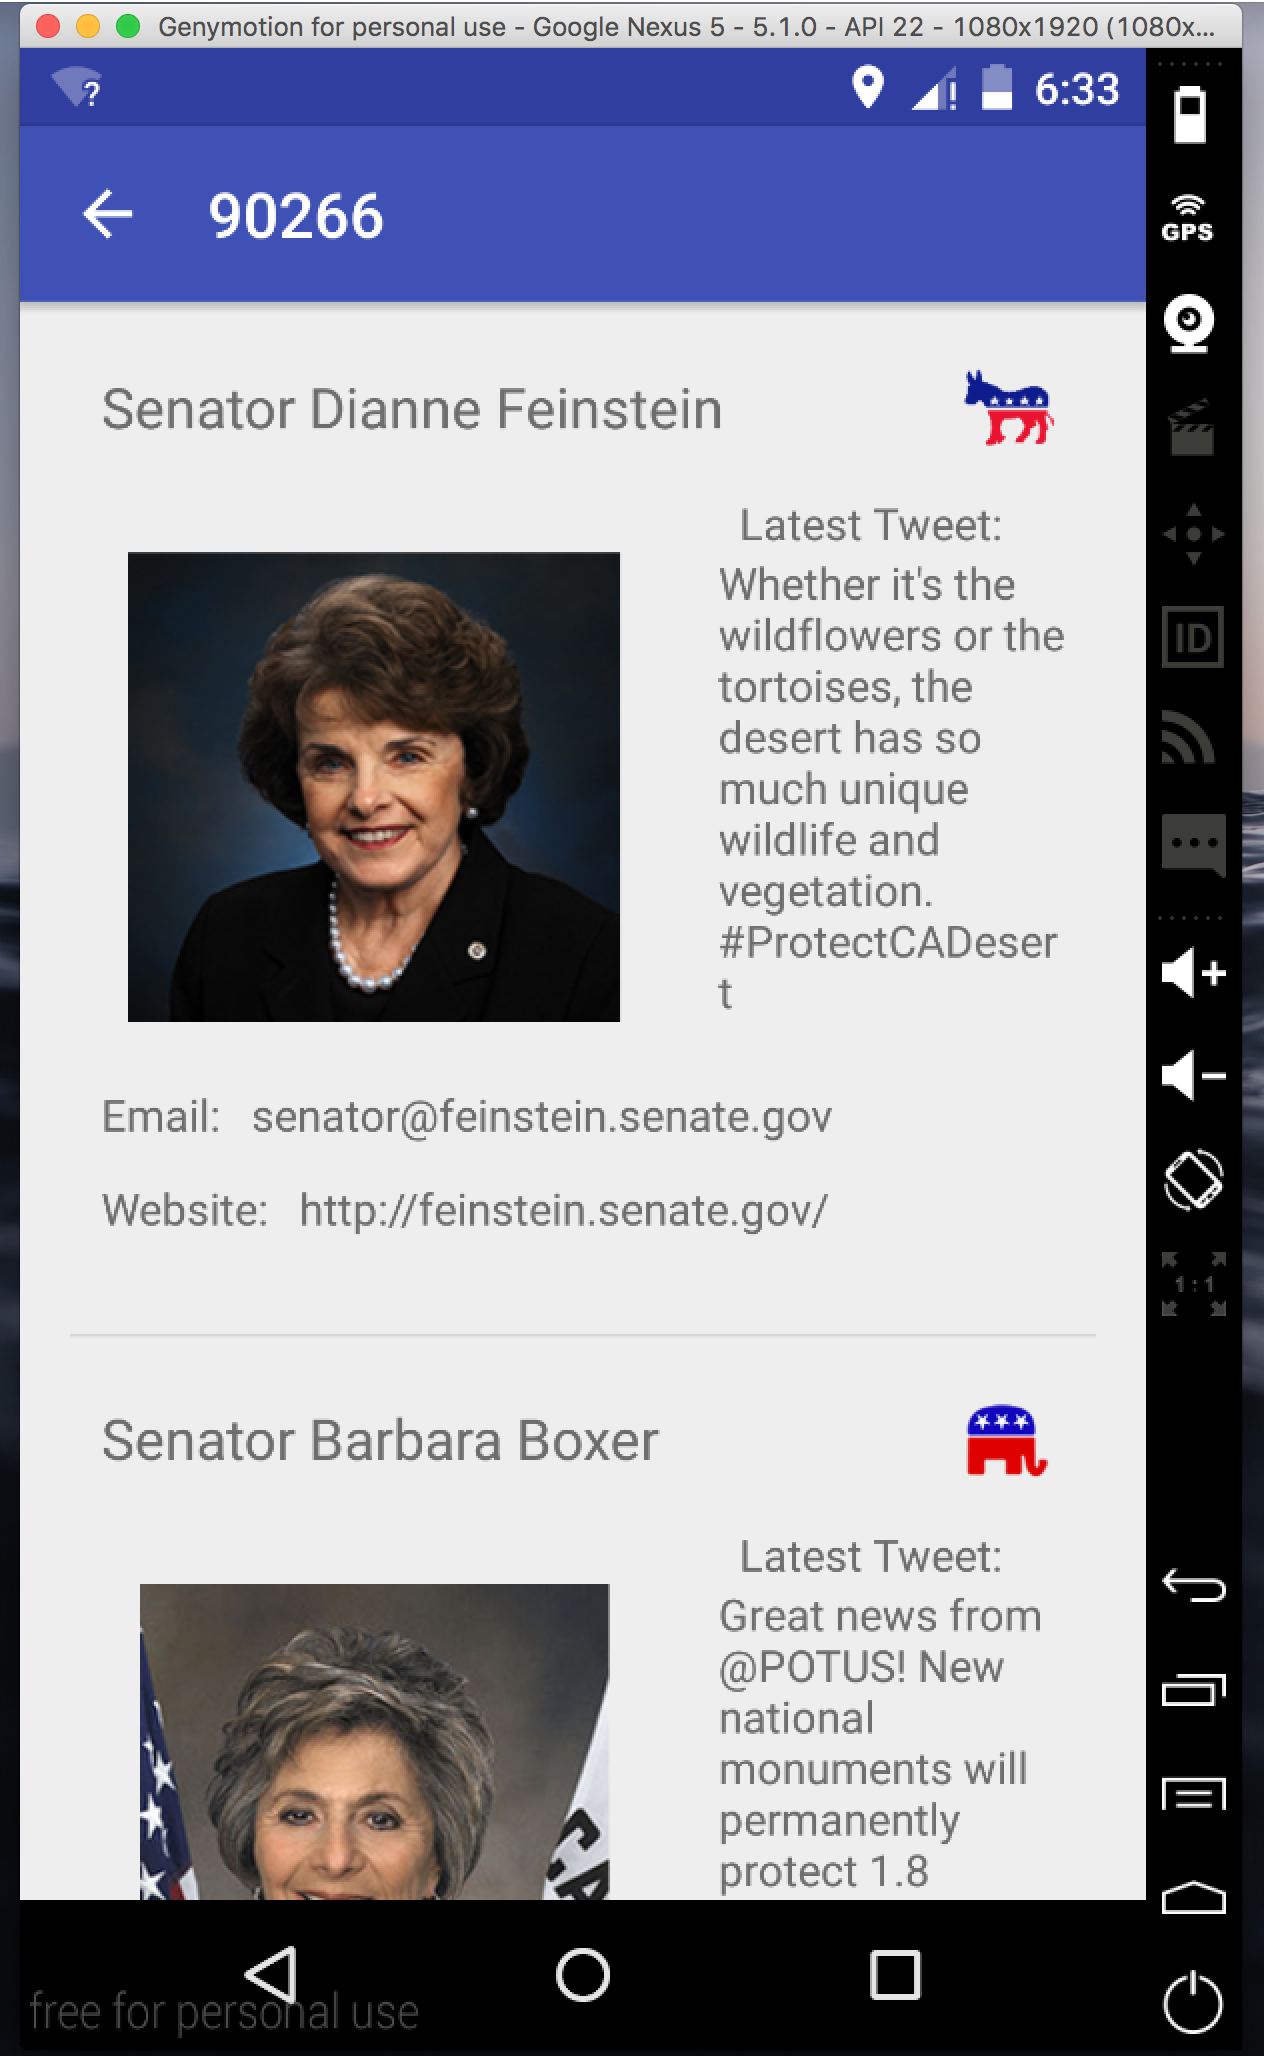 Genymotion for personal use - Google Nexus 5 - 5.1.0 - API 22 - 1080x1920 (1080x...
?
! 6:33
90266
GPS
Senator Dianne Feinstein
Latest Tweet:
Whether it's the
wildflowers or the
tortoises, the
desert has so
much unique
wildlife and
vegetation.
#ProtectCADeser
t
ID
Email: senator@feinstein.senate.gov
Website: http://feinstein.senate.gov/
1:1
Senator Barbara Boxer
Latest Tweet:
Great news from
@POTUS! New
national
monuments will
permanently
protect 1.8
CA
free for personal use